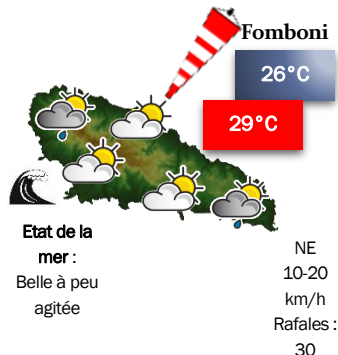 Fomboni
26°C
29°C
Etat de la
mer :
Belle à peu
agitée
NE
10-20
km/h
Rafales :
30